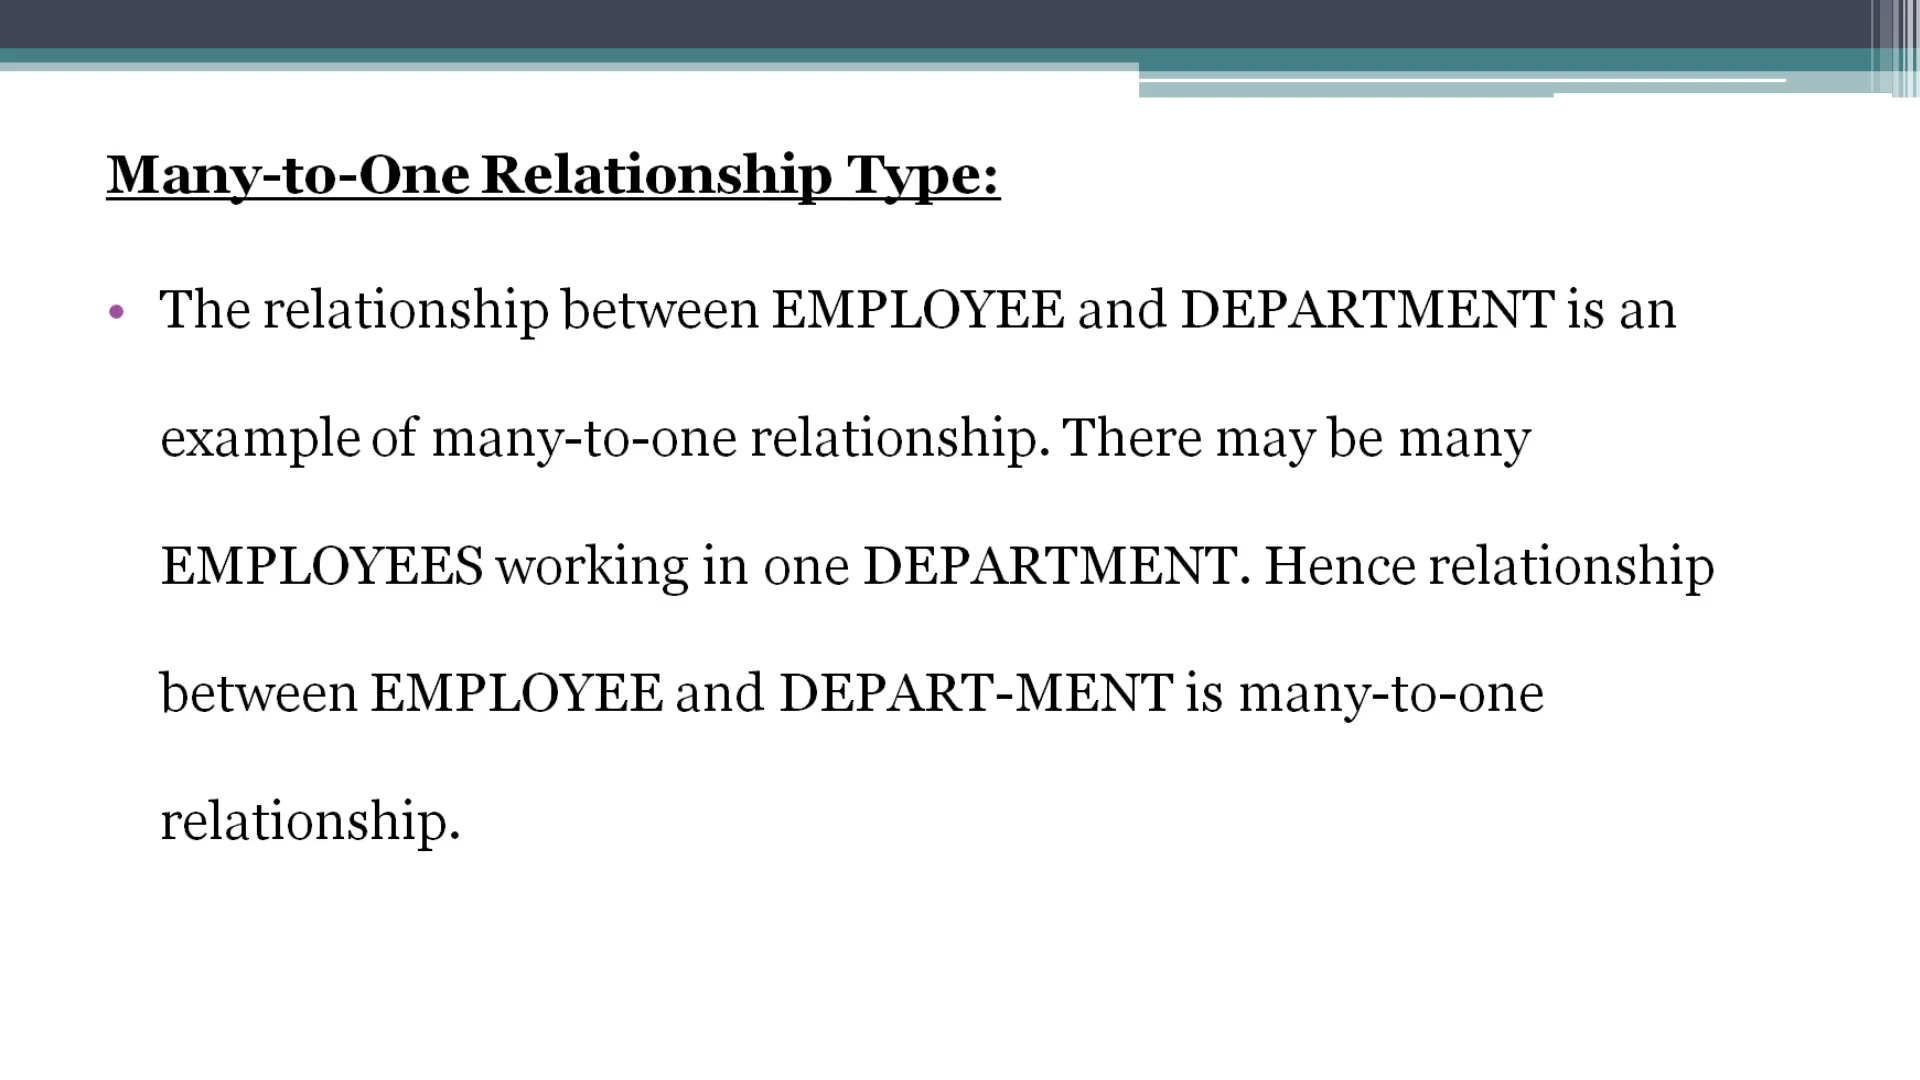 Many-to-One Relationship Type:
• The relationship between EMPLOYEE and DEPARTMENT is an
example of many-to-one relationship. There may be many
EMPLOYEES working in one DEPARTMENT. Hence relationship
between EMPLOYEE and DEPART-MENT is many-to-one
relationship.